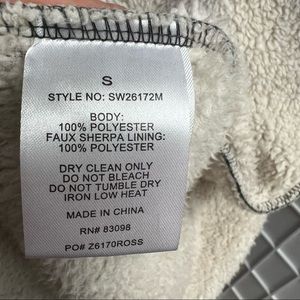 S
STYLE NO: SW26172M
BODY:
100% POLYESTER
FAUX SHERPA LINING:
100% POLYESTER
DRY CLEAN ONLY
DO NOT BLEACH
DO NOT TUMBLE DRY
IRON LOW HEAT
MADE IN CHINA
RN# 83098
PO# Z6170ROSS